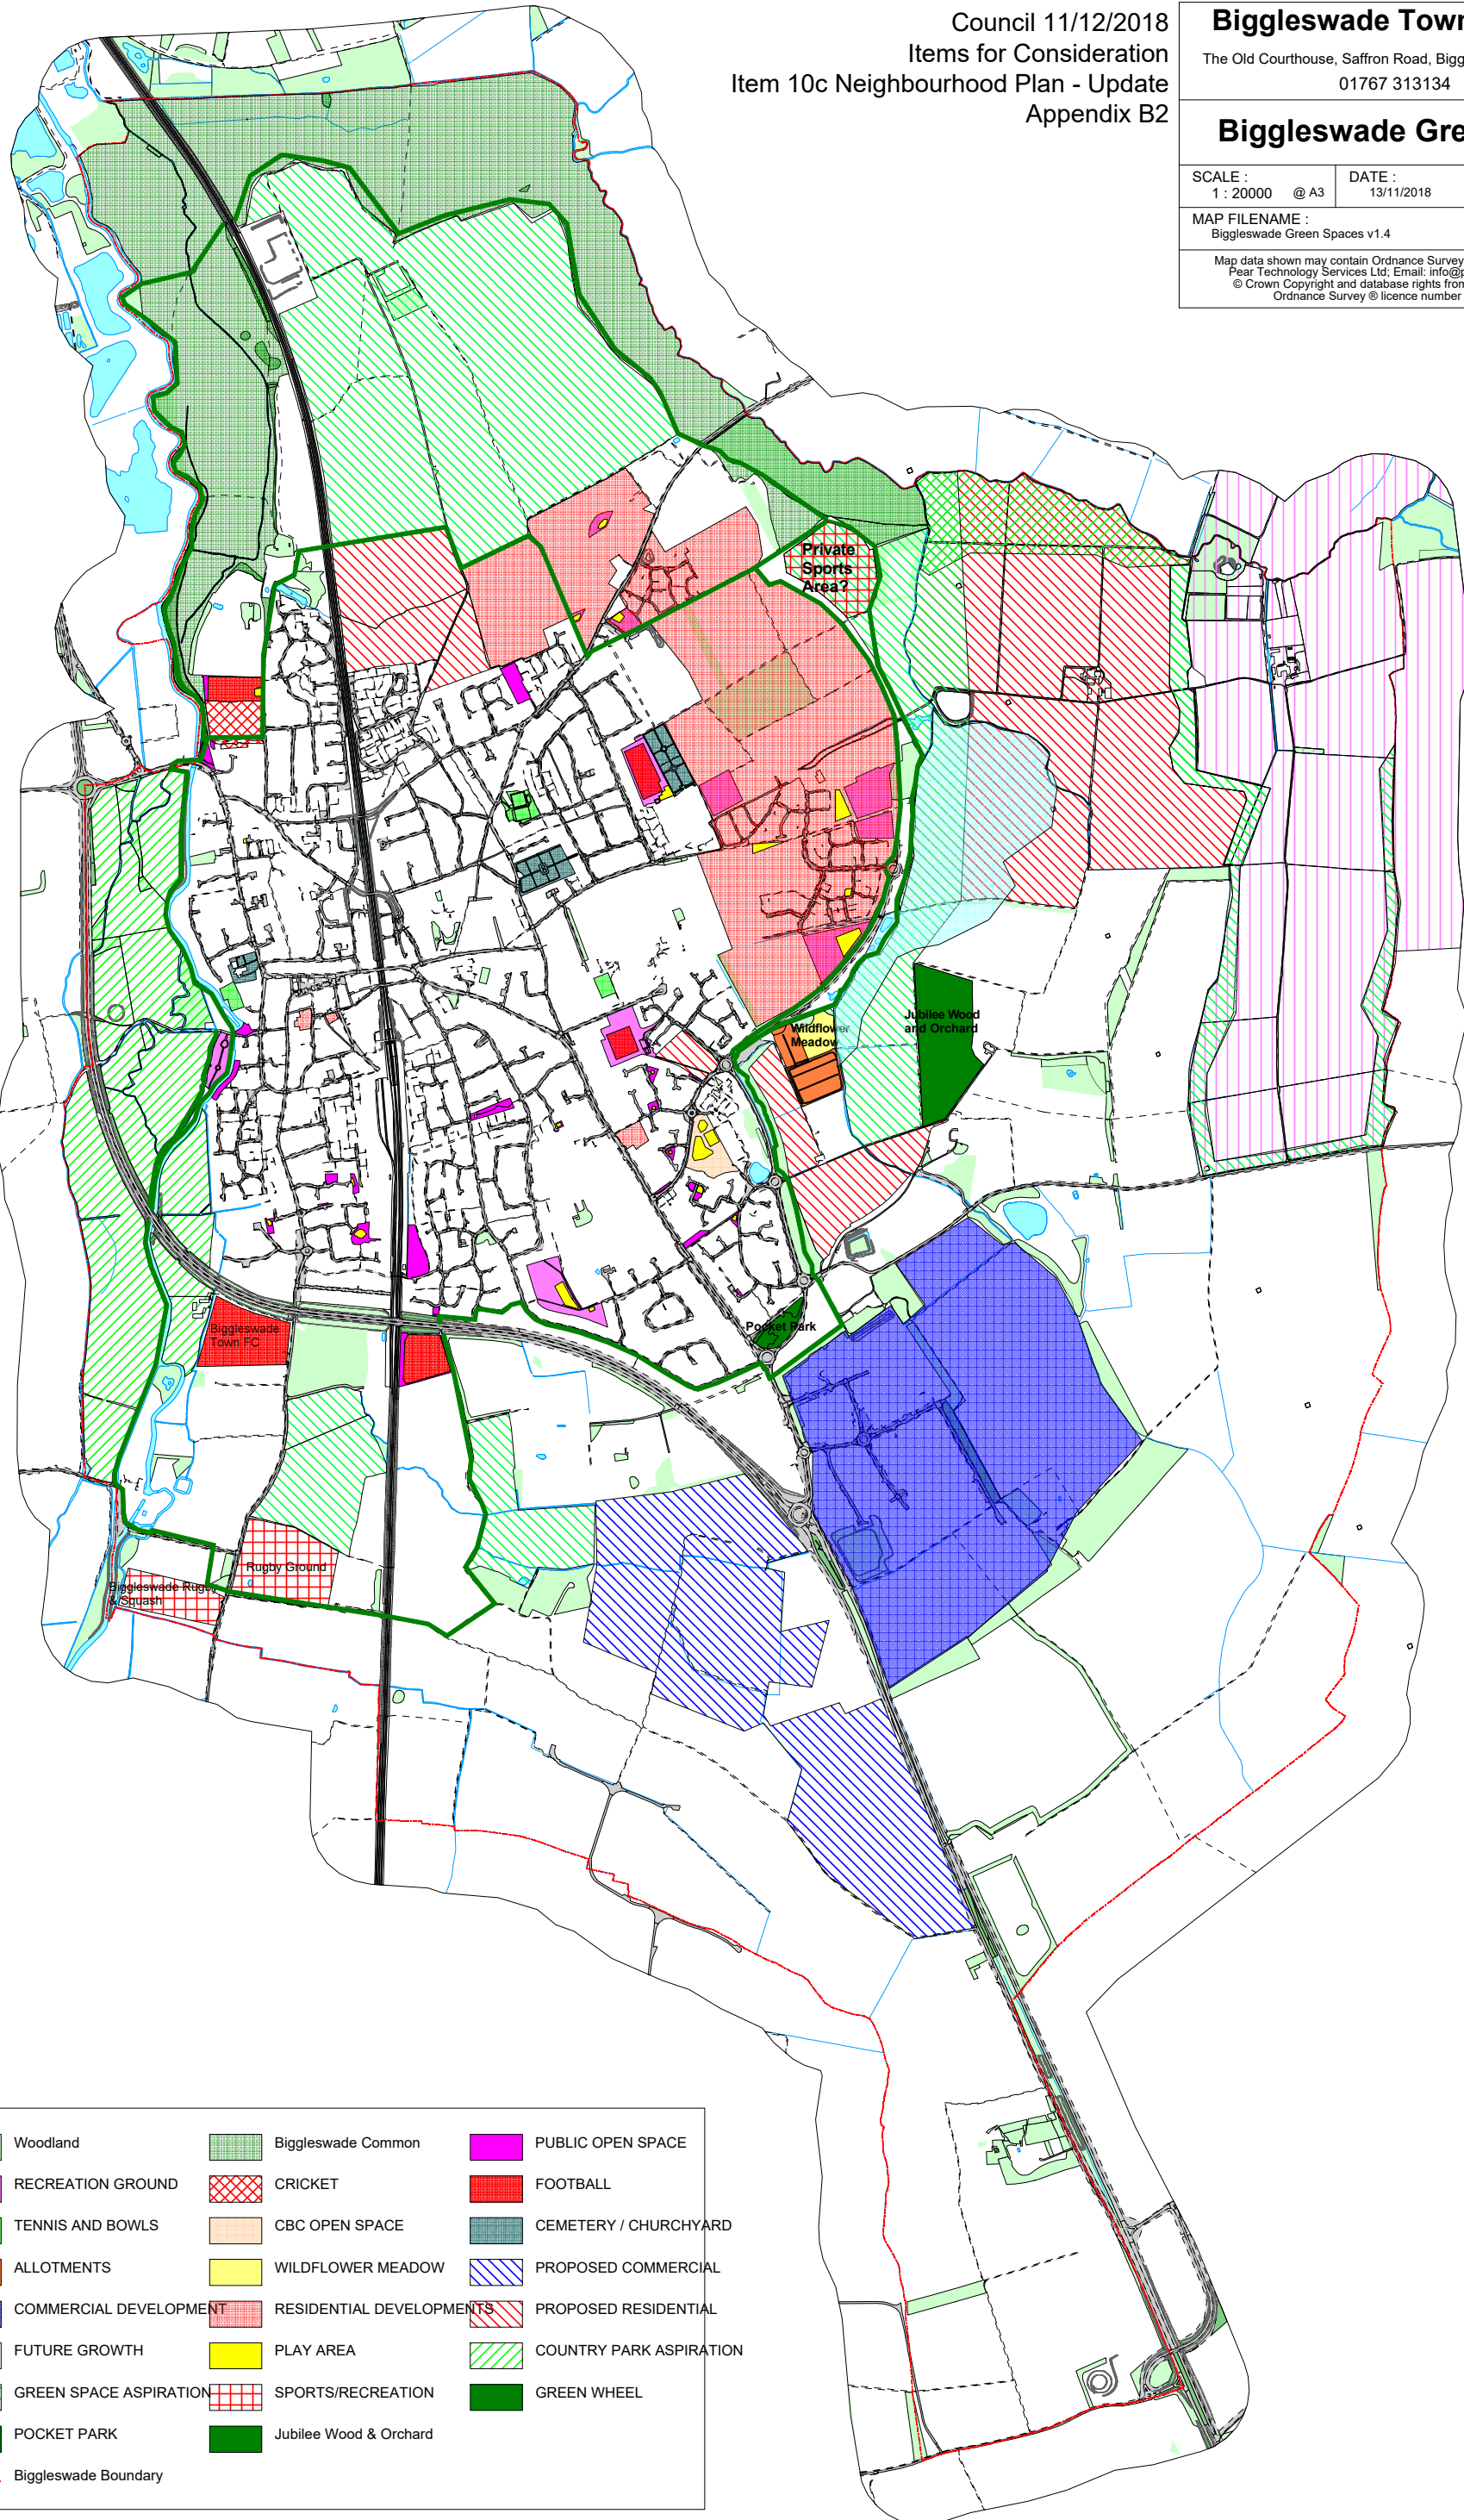 Council 11/12/2018
Items for Consideration
Item 10c Neighbourhood Plan - Update
Appendix B2
Biggleswade Town
The Old Courthouse, Saffron Road, Bigg
01767 313134
Biggleswade Gre
SCALE :
1 : 20000 @ A3
DATE :
13/11/2018
MAP FILENAME :
Biggleswade Green Spaces v1.4
Map data shown may contain Ordnance Survey
Pear Technology Services Ltd; Email: info@p
© Crown Copyright and database rights from
Ordnance Survey ® licence number
Private
Sports
Area?
Jubilee Wood
and Orchard
Wildflower
Meadow
Pocket Park
Biggleswade
Town FC
Rugby Ground
Biggleswade Rugby
& Squash
Woodland
Biggleswade Common
PUBLIC OPEN SPACE
RECREATION GROUND
CRICKET
FOOTBALL
TENNIS AND BOWLS
CBC OPEN SPACE
CEMETERY / CHURCHYARD
ALLOTMENTS
WILDFLOWER MEADOW
PROPOSED COMMERCIAL
COMMERCIAL DEVELOPMENT
RESIDENTIAL DEVELOPMENTS
PROPOSED RESIDENTIAL
FUTURE GROWTH
PLAY AREA
COUNTRY PARK ASPIRATION
GREEN SPACE ASPIRATION
SPORTS/RECREATION
GREEN WHEEL
POCKET PARK
Jubilee Wood & Orchard
Biggleswade Boundary